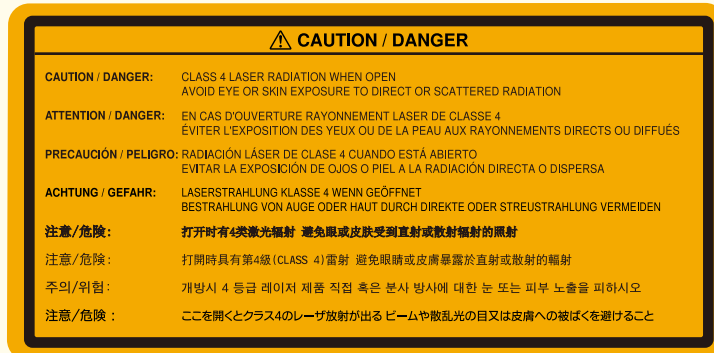 ⚠ CAUTION / DANGER
CAUTION / DANGER: CLASS 4 LASER RADIATION WHEN OPEN
AVOID EYE OR SKIN EXPOSURE TO DIRECT OR SCATTERED RADIATION
ATTENTION / DANGER: EN CAS D'OUVERTURE RAYONNEMENT LASER DE CLASSE 4
ÉVITER L'EXPOSITION DES YEUX OU DE LA PEAU AUX RAYONNEMENTS DIRECTS OU DIFFUÉS
PRECAUCIÓN / PELIGRO: RADIACIÓN LÁSER DE CLASE 4 CUANDO ESTÁ ABIERTO
EVITAR LA EXPOSICIÓN DE OJOS O PIEL A LA RADIACIÓN DIRECTA O DISPERSA
ACHTUNG / GEFAHR: LASERSTRAHLUNG KLASSE 4 WENN GEÖFFNET
BESTRAHLUNG VON AUGE ODER HAUT DURCH DIREKTE ODER STREUSTRAHLUNG VERMEIDEN
注意/危险: 打开时有4类激光辐射 避免眼或皮肤受到直射或散射辐射的照射
注意/危險: 打開時具有第4級(CLASS 4)雷射 避免眼睛或皮膚暴露於直射或散射的輻射
주의/위험: 개방시 4 등급 레이저 제품 직접 혹은 분사 방사에 대한 눈 또는 피부 노출을 피하시오
注意/危険 : ここを開くとクラス4のレーザ放射が出る ビームや散乱光の目又は皮膚への被ばくを避けること